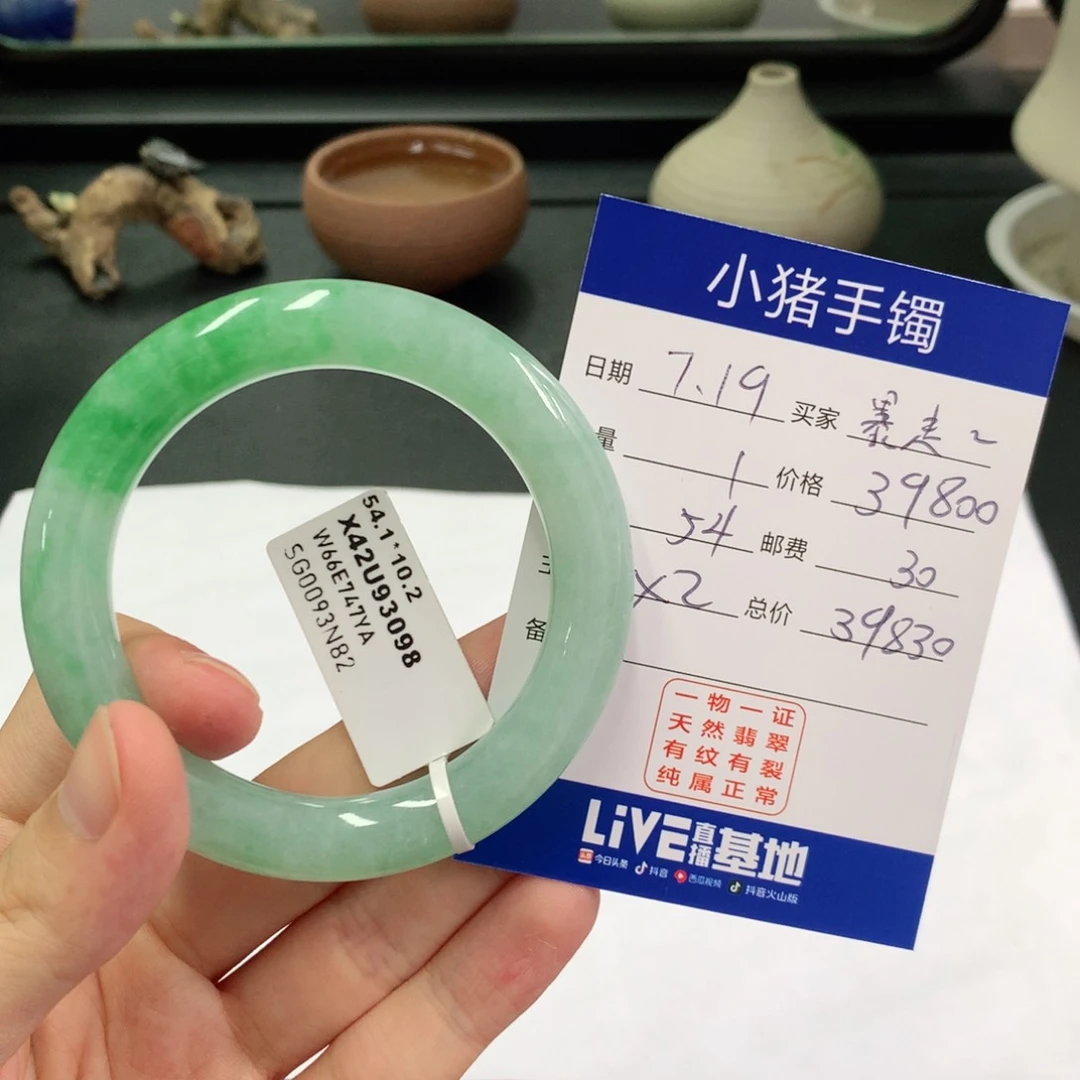 54.1*10.2
X42U93098
W66E747YA
SG0093N82
小猪手镯
日期 7.19 买家
量 1 价格 39800
54 邮费 30
X2 总价 39830
备
一物一证
天然翡翠
有纹有裂
纯属正常
LiVE直播基地
今日头条 抖音 西瓜视频 抖音火山版